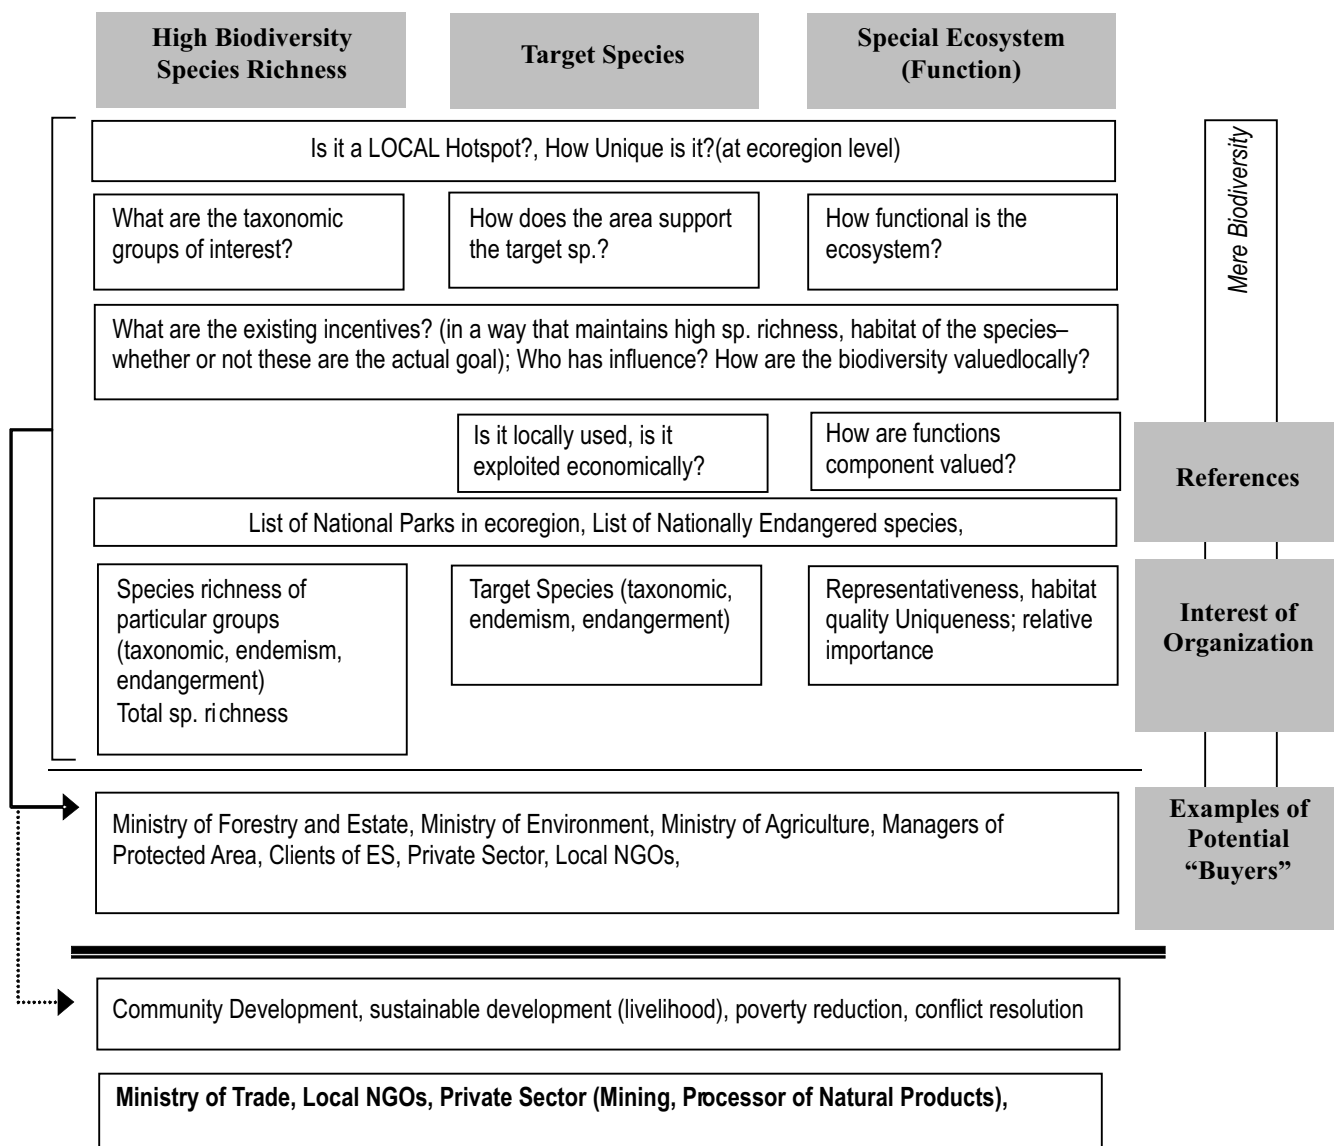 High Biodiversity
Species Richness
Target Species
Special Ecosystem
(Function)
Is it a LOCAL Hotspot?, How Unique is it?(at ecoregion level)
Mere Biodiversity
What are the taxonomic
groups of interest?
How does the area support
the target sp.?
How functional is the
ecosystem?
What are the existing incentives? (in a way that maintains high sp. richness, habitat of the species–
whether or not these are the actual goal); Who has influence? How are the biodiversity valuedlocally?
Is it locally used, is it
exploited economically?
How are functions
component valued?
References
List of National Parks in ecoregion, List of Nationally Endangered species,
Species richness of
particular groups
(taxonomic, endemism,
endangerment)
Total sp. richness
Target Species (taxonomic,
endemism, endangerment)
Representativeness, habitat
quality Uniqueness; relative
importance
Interest of
Organization
Ministry of Forestry and Estate, Ministry of Environment, Ministry of Agriculture, Managers of
Protected Area, Clients of ES, Private Sector, Local NGOs,
Examples of
Potential
“Buyers”
Community Development, sustainable development (livelihood), poverty reduction, conflict resolution
Ministry of Trade, Local NGOs, Private Sector (Mining, Processor of Natural Products),